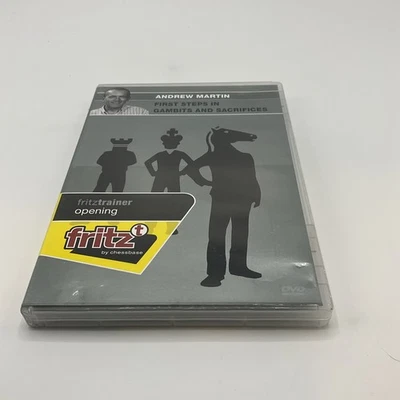 ANDREW MARTIN
FIRST STEPS IN
GAMBITS AND SACRIFICES
fritztrainer
opening
fritz t
by chessbase
DVD